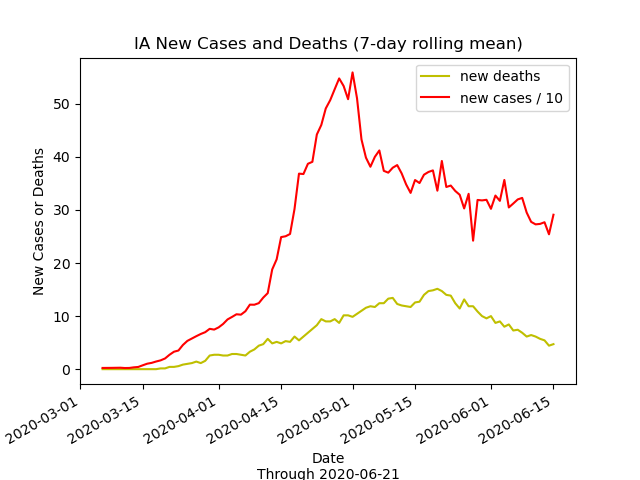 IA New Cases and Deaths (7-day rolling mean)
new deaths
new cases / 10
New Cases or Deaths
50
40
30
20
10
0
2020-03-01
2020-03-15
2020-04-01
2020-04-15
2020-05-01
2020-05-15
2020-06-01
2020-06-15
Date
Through 2020-06-21